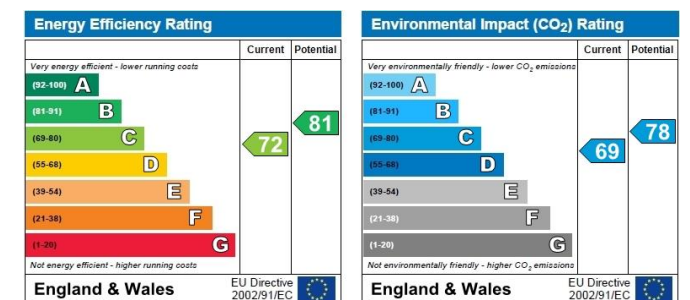 Energy Efficiency Rating
Current Potential
Very energy efficient - lower running costs
(92-100) A
(81-91) B
(69-80) C
(55-68) D
(39-54) E
(21-38) F
(1-20) G
72
81
Not energy efficient - higher running costs
England & Wales
EU Directive
2002/91/EC
Environmental Impact (CO₂) Rating
Current Potential
Very environmentally friendly - lower CO₂ emissions
(92-100) A
(81-91) B
(69-80) C
(55-68) D
(39-54) E
(21-38) F
(1-20) G
69
78
Not environmentally friendly - higher CO₂ emissions
England & Wales
EU Directive
2002/91/EC